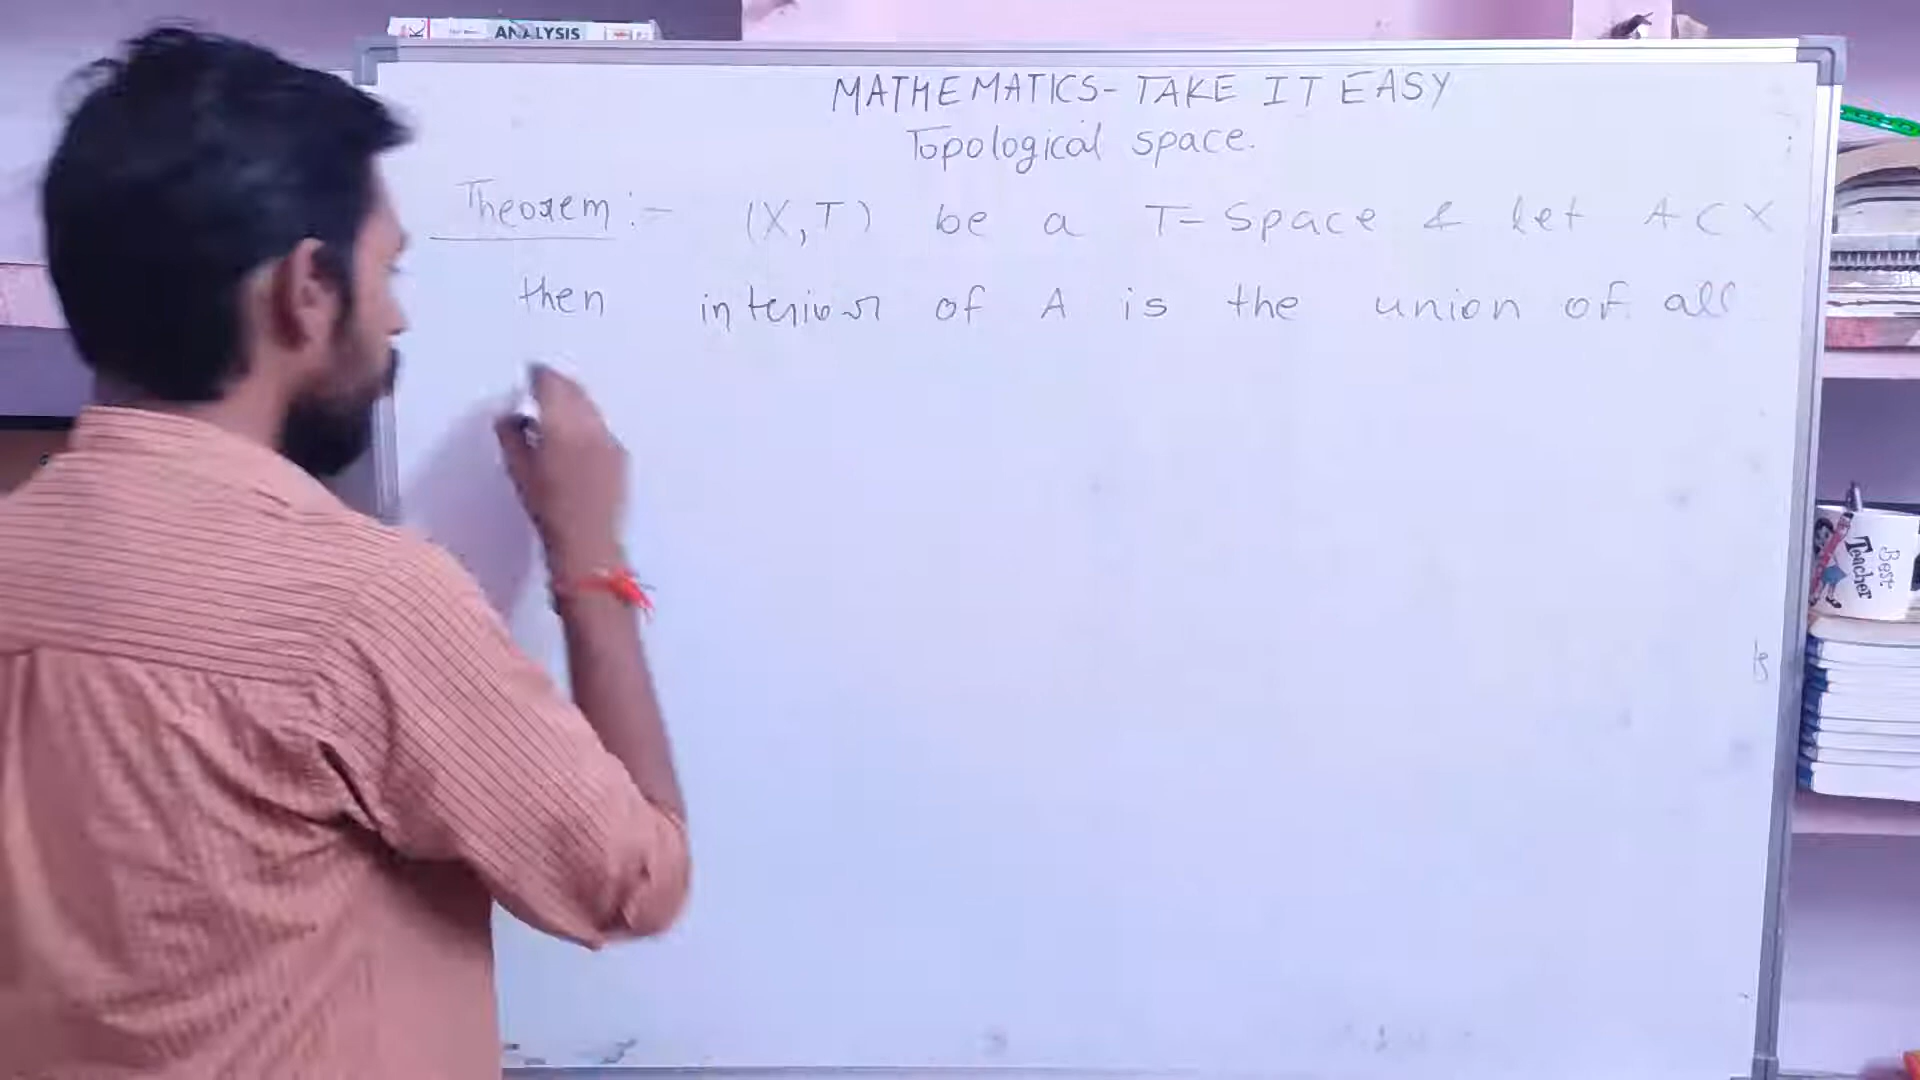 ANALYSIS
MATHEMATICS- TAKE IT EASY
Topological space.
Theorem :- (X,T) be a T-Space & let A ⊂ X
then interior of A is the union of all
Best
Teacher